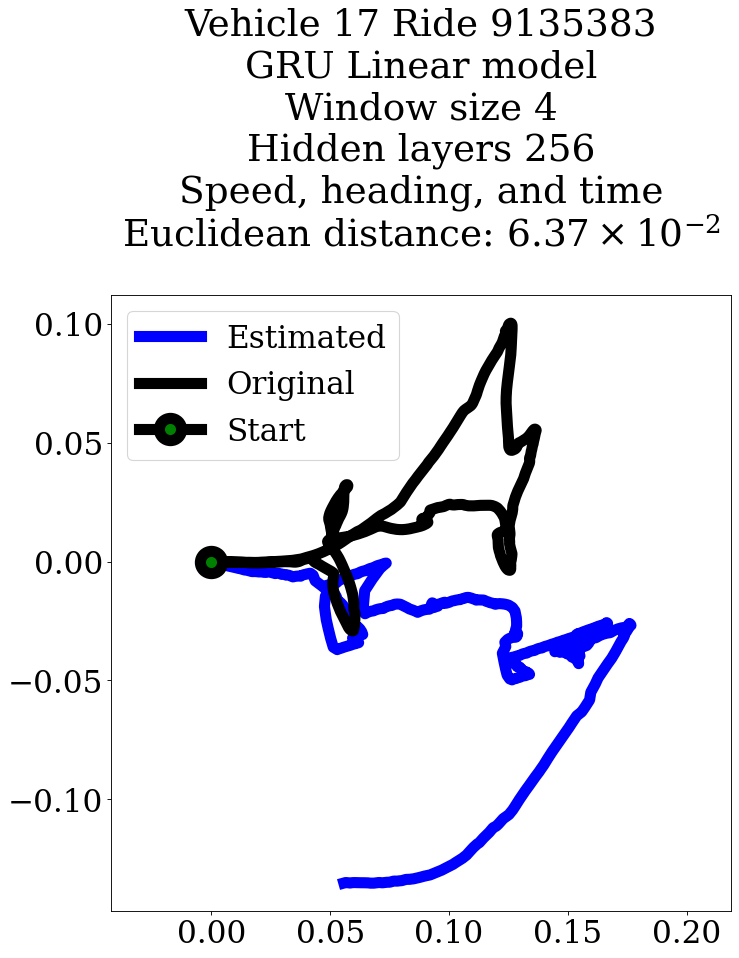 Vehicle 17 Ride 9135383
GRU Linear model
Window size 4
Hidden layers 256
Speed, heading, and time
Euclidean distance: 6.37 × 10⁻²
Estimated
Original
Start
0.10
0.05
0.00
−0.05
−0.10
0.00 0.05 0.10 0.15 0.20